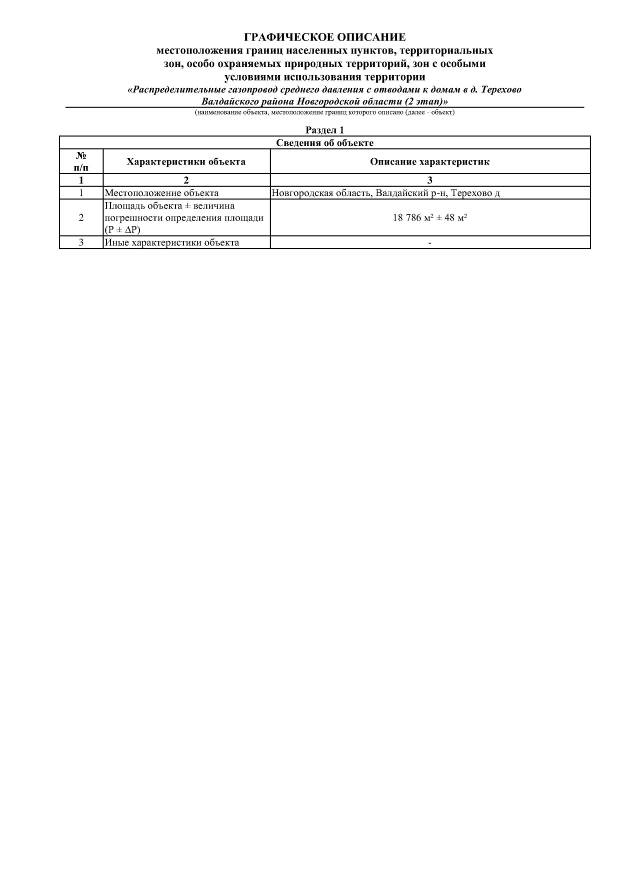 ГРАФИЧЕСКОЕ ОПИСАНИЕ
местоположения границ населенных пунктов, территориальных
зон, особо охраняемых природных территорий, зон с особыми
условиями использования территории
«Распределительные газопровод среднего давления с отводами к домам в д. Терехово
Валдайского района Новгородской области (2 этап)»
(наименование объекта, местоположение границ которого описано (далее - объект)
Раздел 1
Сведения об объекте
№
п/п
Характеристики объекта
Описание характеристик
1
2
3
1
Местоположение объекта
Новгородская область, Валдайский р-н, Терехово д
2
Площадь объекта ± величина
погрешности определения площади
(P ± ΔP)
18 786 м² ± 48 м²
3
Иные характеристики объекта
-